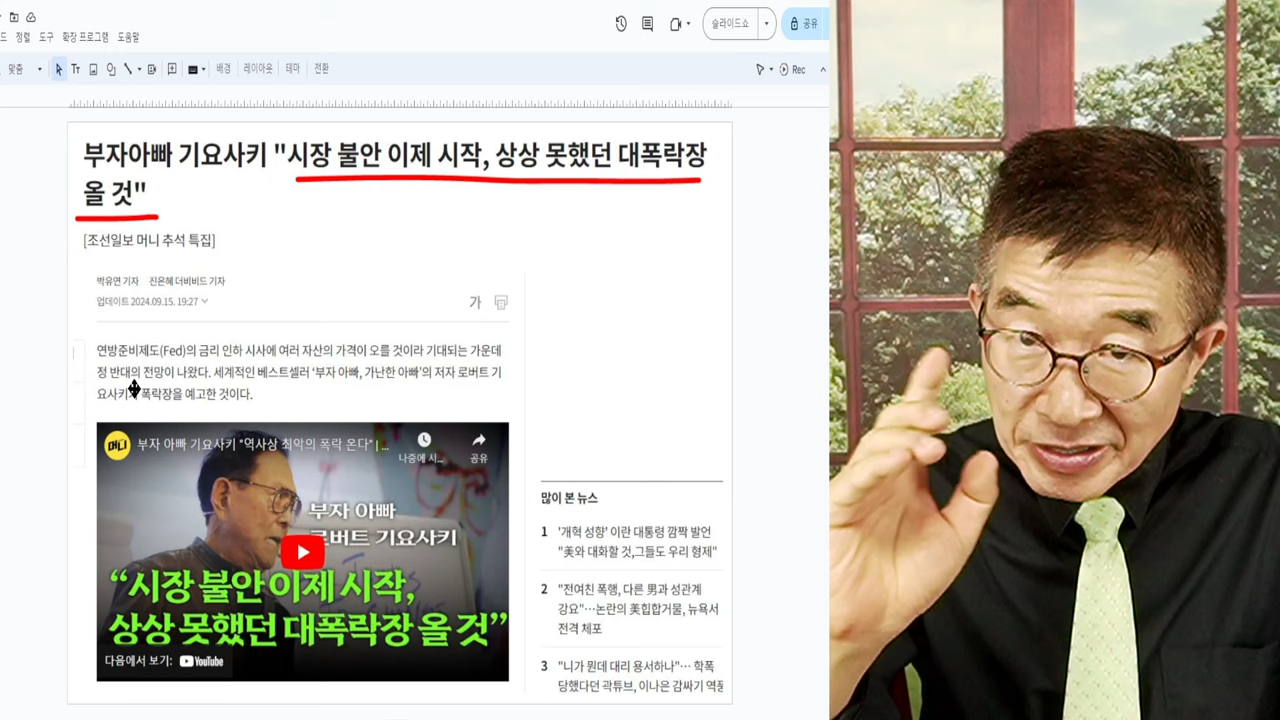 정렬 도구 확장 프로그램 도움말
슬라이드쇼
공유
맞춤
배경 레이아웃 테마 전환
Rec
부자아빠 기요사키 "시장 불안 이제 시작, 상상 못했던 대폭락장
올 것"
[조선일보 머니 추석 특집]
박유연 기자 진은혜 더비비드 기자
업데이트 2024.09.15. 19:27
가
연방준비제도(Fed)의 금리 인하 시사에 여러 자산의 가격이 오를 것이라 기대되는 가운데
정 반대의 전망이 나왔다. 세계적인 베스트셀러 '부자 아빠, 가난한 아빠'의 저자 로버트 기
요사키 폭락장을 예고한 것이다.
머니
부자 아빠 기요사키 "역사상 최악의 폭락 온다" | ...
나중에 시...
공유
부자 아빠
로버트 기요사키
“시장 불안 이제 시작,
상상 못했던 대폭락장 올 것”
다음에서 보기: YouTube
많이 본 뉴스
1 '개혁 성향' 이란 대통령 깜짝 발언
"美와 대화할 것,그들도 우리 형제"
2 "전여친 폭행, 다른 男과 성관계
강요"…논란의 美힙합거물, 뉴욕서
전격 체포
3 "니가 뭔데 대리 용서하나"… 학폭
당했다던 곽튜브, 이나은 감싸기 역풍